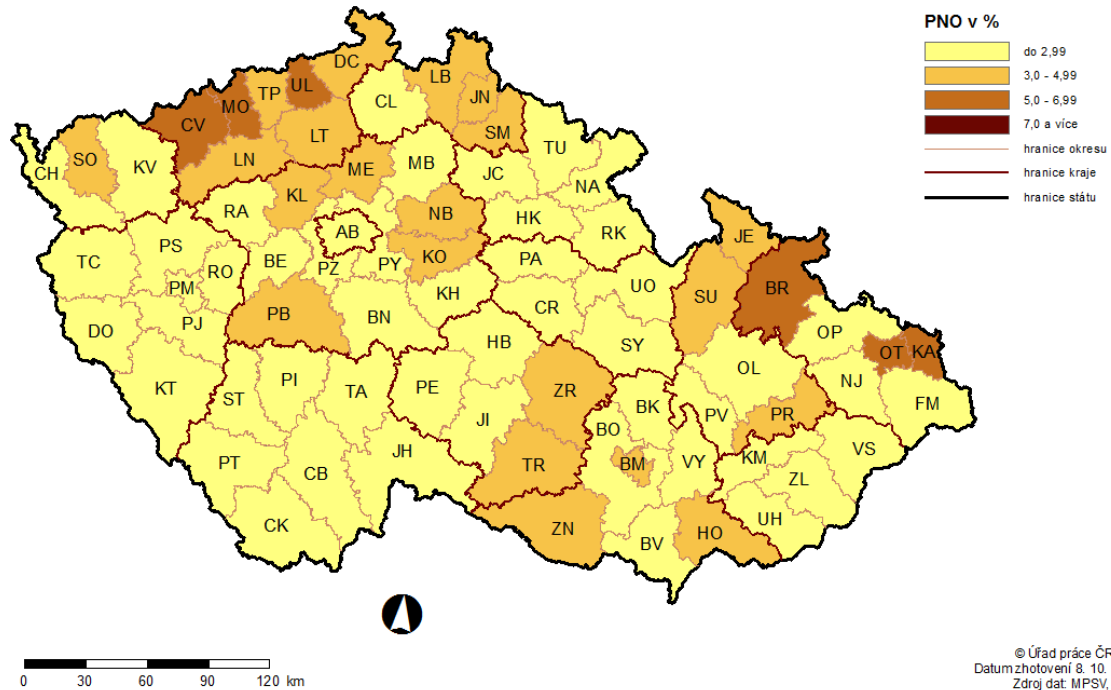 PNO v %
do 2,99
3,0 - 4,99
5,0 - 6,99
7,0 a více
hranice okresu
hranice kraje
hranice státu
DC
UL
TP
LB
JN
MO
CL
CV
LT
SM
TU
SO
KV
LN
ME
MB
JC
CH
KL
NA
RA
NB
HK
AB
RK
JE
PS
BE
KO
PA
TC
RO
PZ
PY
PM
UO
SU
BR
KH
CR
DO
PJ
PB
BN
OP
HB
SY
OT
KA
OL
KT
ST
PI
TA
PE
ZR
NJ
FM
BK
PV
PR
JI
BO
VS
JH
KM
PT
CB
TR
BM
VY
ZL
CK
UH
ZN
HO
BV
0 30 60 90 120 km
© Úřad práce ČR
Datum zhotovení 8. 10.
Zdroj dat: MPSV,